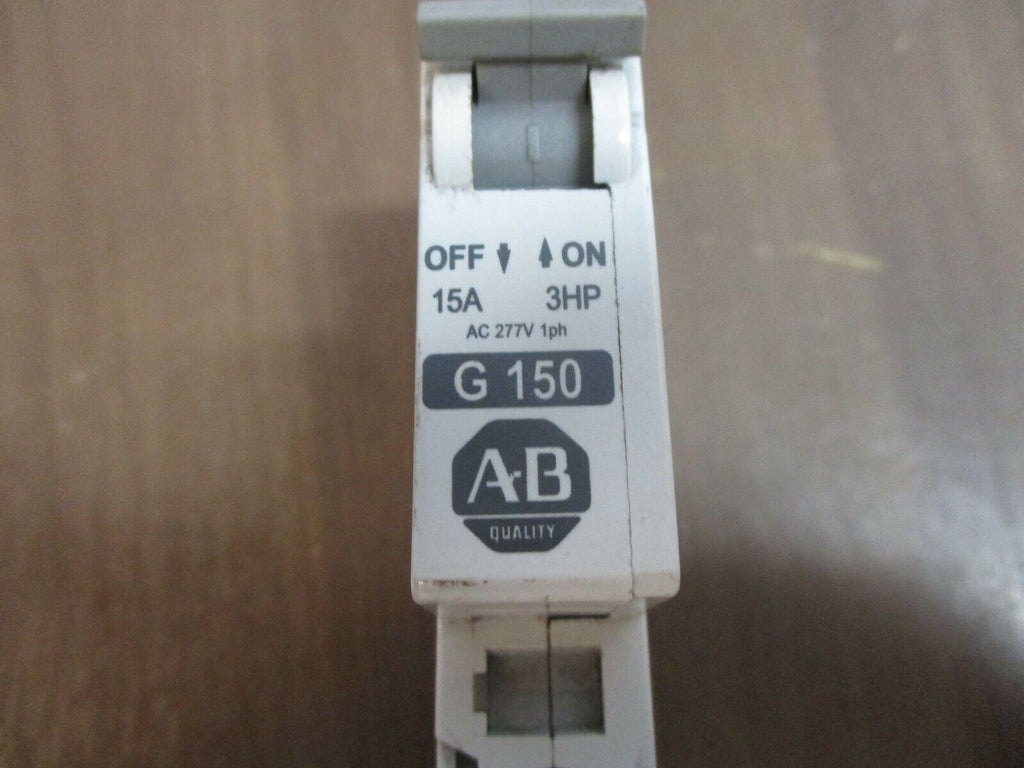 OFF ON
15A 3HP
AC 277V 1ph
G 150
AB
QUALITY